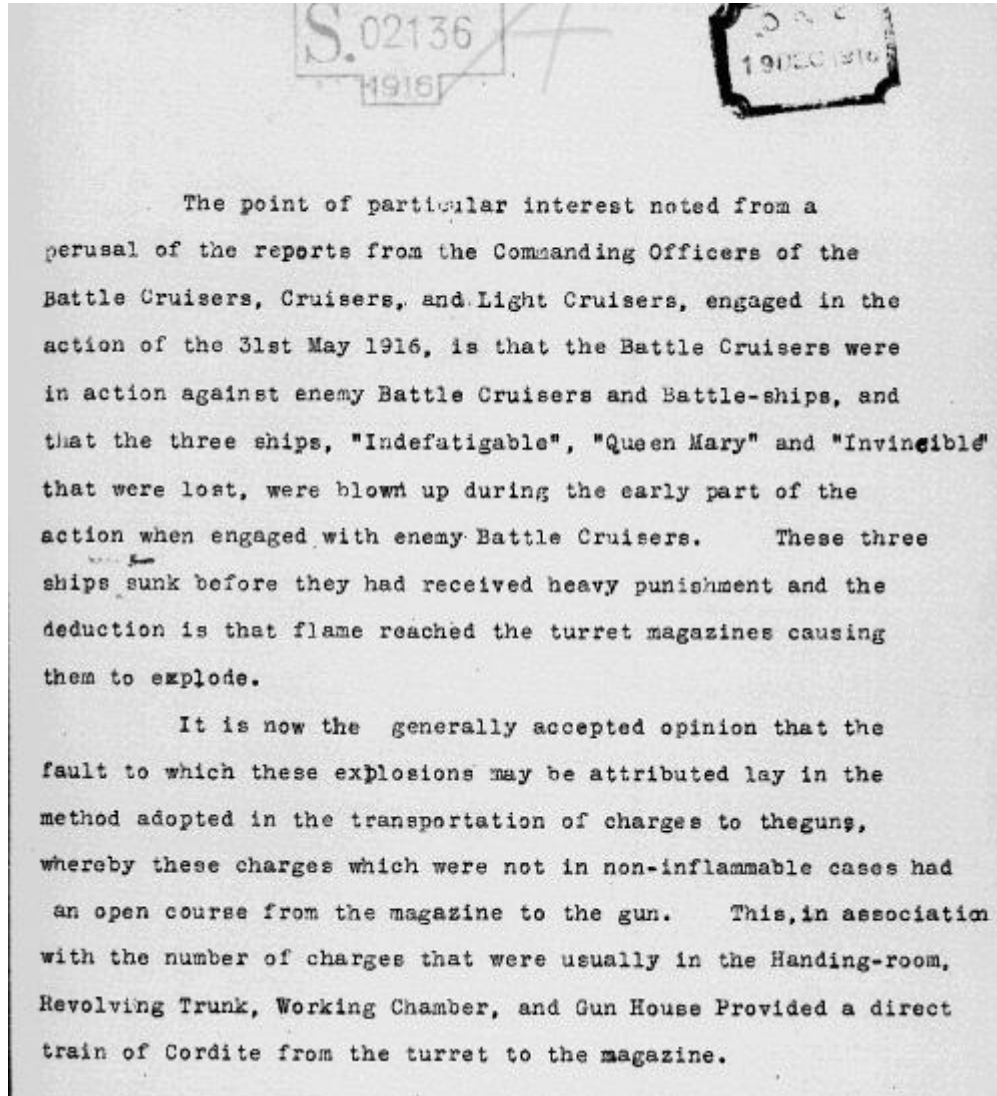 S. 02136
1916
19 DEC 1916
The point of particular interest noted from a
perusal of the reports from the Commanding Officers of the
Battle Cruisers, Cruisers, and Light Cruisers, engaged in the
action of the 31st May 1916, is that the Battle Cruisers were
in action against enemy Battle Cruisers and Battle-ships, and
that the three ships, "Indefatigable", "Queen Mary" and "Invincible"
that were lost, were blown up during the early part of the
action when engaged with enemy Battle Cruisers. These three
ships sunk before they had received heavy punishment and the
deduction is that flame reached the turret magazines causing
them to explode.
It is now the generally accepted opinion that the
fault to which these explosions may be attributed lay in the
method adopted in the transportation of charges to theguns,
whereby these charges which were not in non-inflammable cases had
an open course from the magazine to the gun. This, in association
with the number of charges that were usually in the Handing-room,
Revolving Trunk, Working Chamber, and Gun House Provided a direct
train of Cordite from the turret to the magazine.